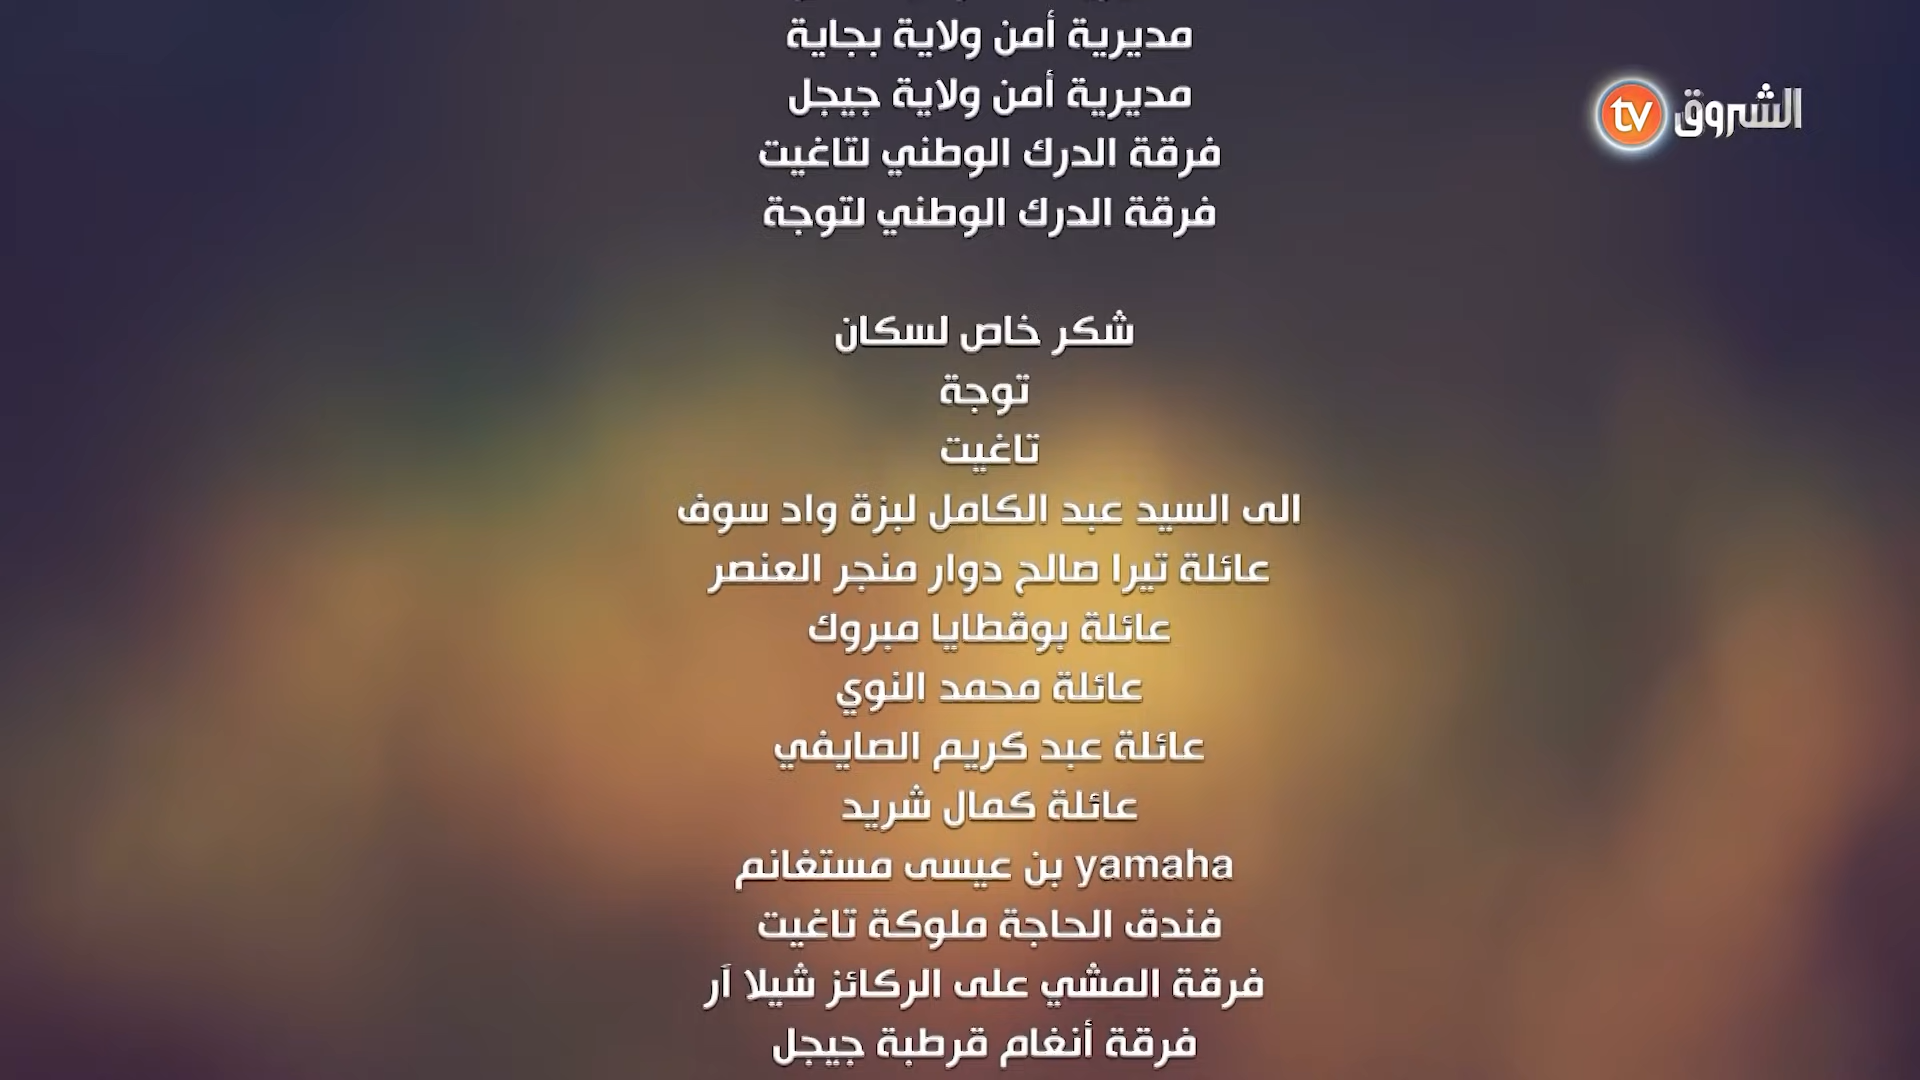 مديرية أمن ولاية بجاية
مديرية أمن ولاية جيجل
الشروق tv
فرقة الدرك الوطني لتاغيت
فرقة الدرك الوطني لتوجة
شكر خاص لسكان
توجة
تاغيت
الى السيد عبد الكامل لبزة واد سوف
عائلة تيرا صالح دوار منجر العنصر
عائلة بوقطايا مبروك
عائلة محمد النوي
عائلة عبد كريم الصايفي
عائلة كمال شريد
yamaha بن عيسى مستغانم
فندق الحاجة ملوكة تاغيت
فرقة المشي على الركائز شيلا آر
فرقة أنغام قرطبة جيجل